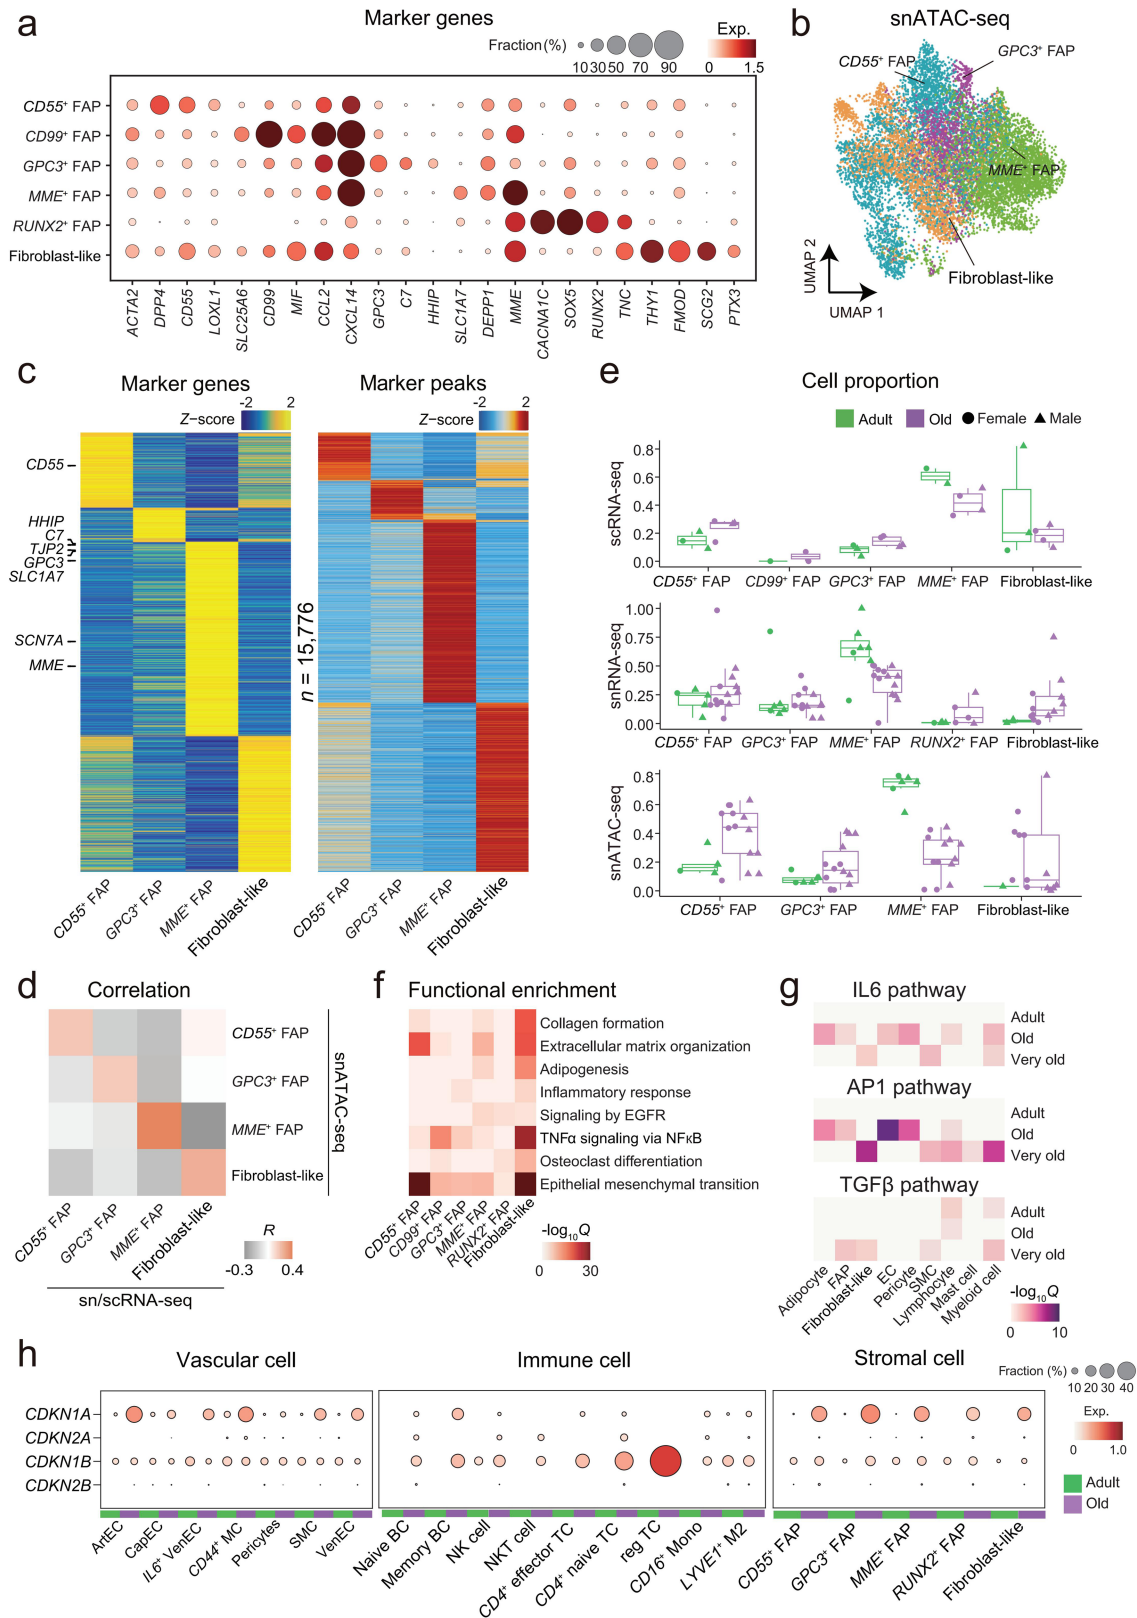 a
Marker genes
Fraction (%)
10 30 50 70 90
Exp.
0 1.5
CD55+ FAP
CD99+ FAP
GPC3+ FAP
MME+ FAP
RUNX2+ FAP
Fibroblast-like
ACTA2
DPP4
CD55
LOXL1
SLC25A6
CD99
MIF
CCL2
CXCL14
GPC3
C7
HHIP
SLC1A7
DEPP1
MME
CACNA1C
SOX5
RUNX2
TNC
THY1
FMOD
SCG2
PTX3
b
snATAC-seq
CD55+ FAP
GPC3+ FAP
MME+ FAP
Fibroblast-like
UMAP 2
UMAP 1
c
Marker genes
-2 2
Z-score
CD55
HHIP
C7
TJP2
GPC3
SLC1A7
SCN7A
MME
CD55+ FAP
GPC3+ FAP
MME+ FAP
Fibroblast-like
n = 15,776
Marker peaks
-2 2
Z-score
CD55+ FAP
GPC3+ FAP
MME+ FAP
Fibroblast-like
e
Cell proportion
Adult Old Female Male
scRNA-seq
0.8
0.6
0.4
0.2
0.0
CD55+ FAP CD99+ FAP GPC3+ FAP MME+ FAP Fibroblast-like
snRNA-seq
1.00
0.75
0.50
0.25
0.00
CD55+ FAP GPC3+ FAP MME+ FAP RUNX2+ FAP Fibroblast-like
snATAC-seq
0.8
0.6
0.4
0.2
0.0
CD55+ FAP GPC3+ FAP MME+ FAP Fibroblast-like
d
Correlation
CD55+ FAP
GPC3+ FAP
MME+ FAP
Fibroblast-like
snATAC-seq
CD55+ FAP
GPC3+ FAP
MME+ FAP
Fibroblast-like
sn/scRNA-seq
R
-0.3 0.4
f
Functional enrichment
Collagen formation
Extracellular matrix organization
Adipogenesis
Inflammatory response
Signaling by EGFR
TNFα signaling via NFκB
Osteoclast differentiation
Epithelial mesenchymal transition
CD55+ FAP
CD99+ FAP
GPC3+ FAP
MME+ FAP
RUNX2+ FAP
Fibroblast-like
-log10Q
0 30
g
IL6 pathway
Adult
Old
Very old
AP1 pathway
Adult
Old
Very old
TGFβ pathway
Adult
Old
Very old
Adipocyte
FAP
Fibroblast-like
EC
Pericyte
SMC
Lymphocyte
Mast cell
Myeloid cell
-log10Q
0 10
h
Vascular cell
Immune cell
Stromal cell
Fraction (%)
10 20 30 40
Exp.
0 1.0
Adult
Old
CDKN1A
CDKN2A
CDKN1B
CDKN2B
ArtEC
CapEC
IL6+ VenEC
CD44+ MC
Pericytes
SMC
VenEC
Naive BC
Memory BC
NK cell
NKT cell
CD4+ effector TC
CD4+ naive TC
reg TC
CD16+ Mono
LYVE1+ M2
CD55+ FAP
GPC3+ FAP
MME+ FAP
RUNX2+ FAP
Fibroblast-like